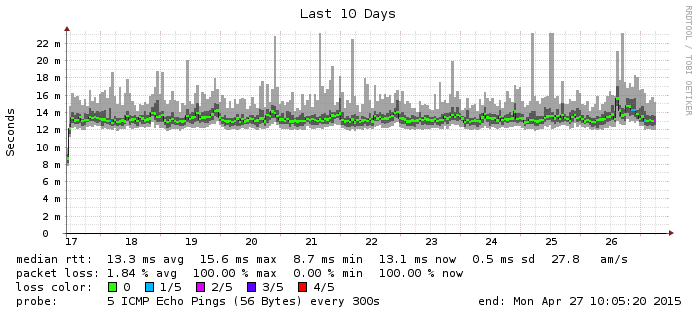 Last 10 Days
RRDTOOL / TOBI OETIKER
Seconds
22 m
20 m
18 m
16 m
14 m
12 m
10 m
8 m
6 m
4 m
2 m
0
17 18 19 20 21 22 23 24 25 26
median rtt: 13.3 ms avg 15.6 ms max 8.7 ms min 13.1 ms now 0.5 ms sd 27.8 am/s
packet loss: 1.84 % avg 100.00 % max 0.00 % min 100.00 % now
loss color: 0 1/5 2/5 3/5 4/5
probe: 5 ICMP Echo Pings (56 Bytes) every 300s end: Mon Apr 27 10:05:20 2015